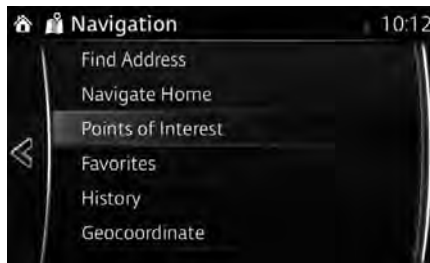 Navigation 10:12
Find Address
Navigate Home
Points of Interest
Favorites
History
Geocoordinate